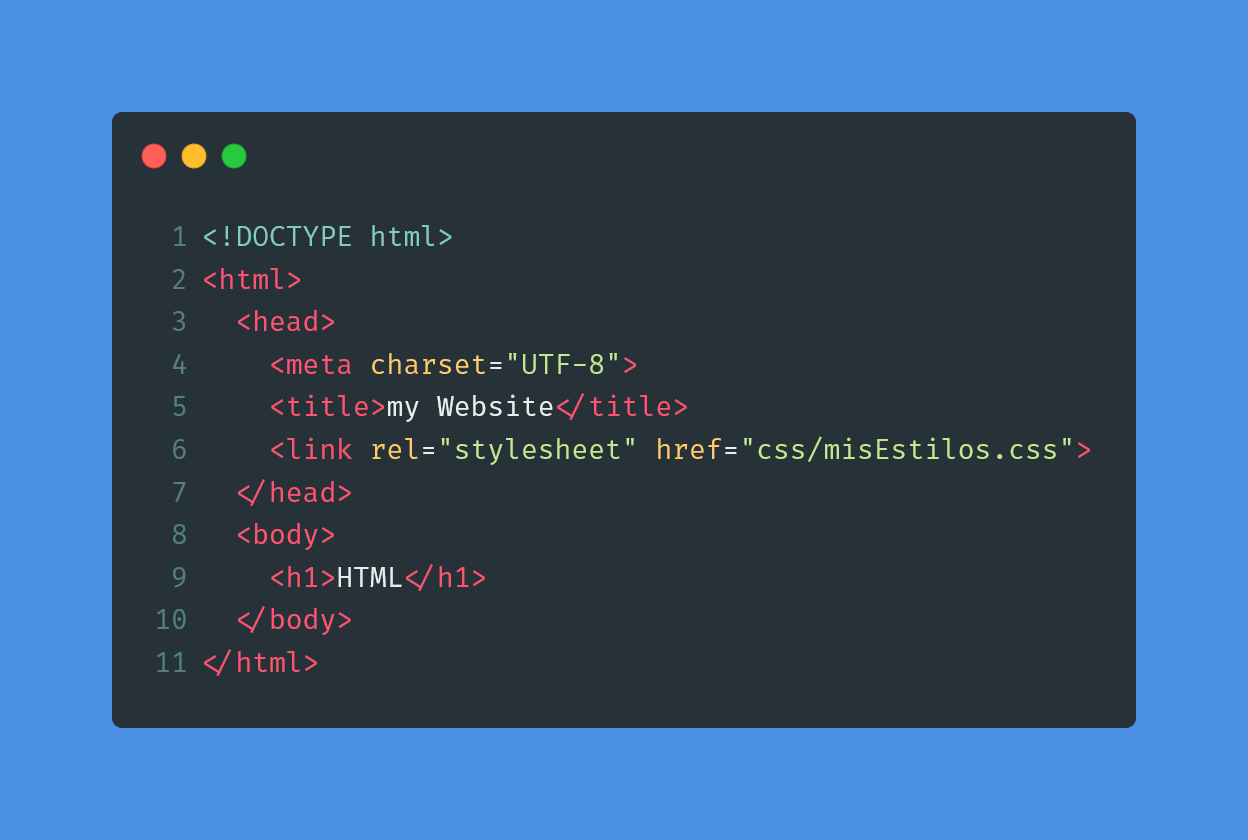 1 <!DOCTYPE html>
2 <html>
3   <head>
4     <meta charset="UTF-8">
5     <title>my Website</title>
6     <link rel="stylesheet" href="css/misEstilos.css">
7   </head>
8   <body>
9     <h1>HTML</h1>
10   </body>
11 </html>